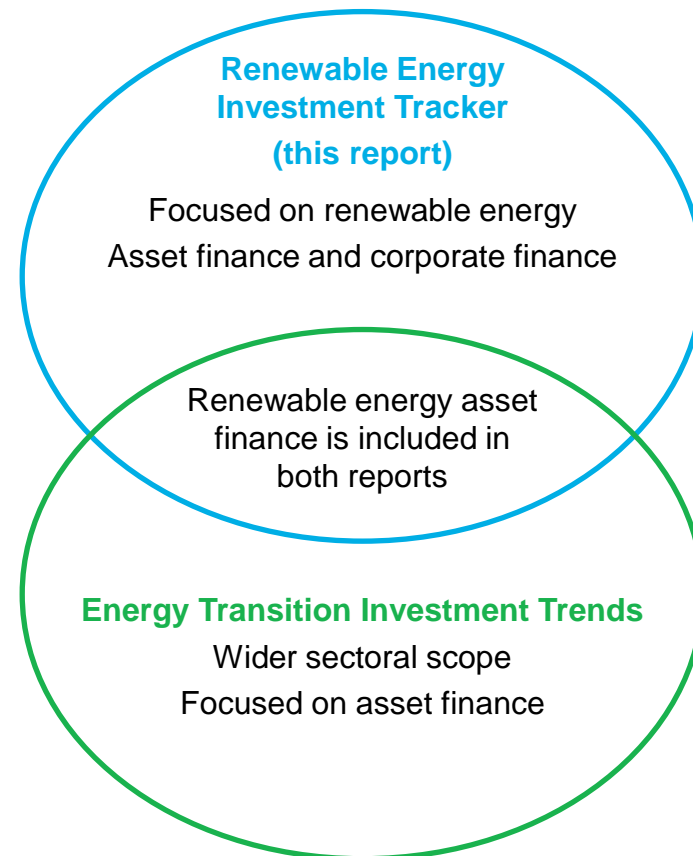 Renewable Energy
Investment Tracker
(this report)
Focused on renewable energy
Asset finance and corporate finance
Renewable energy asset
finance is included in
both reports
Energy Transition Investment Trends
Wider sectoral scope
Focused on asset finance